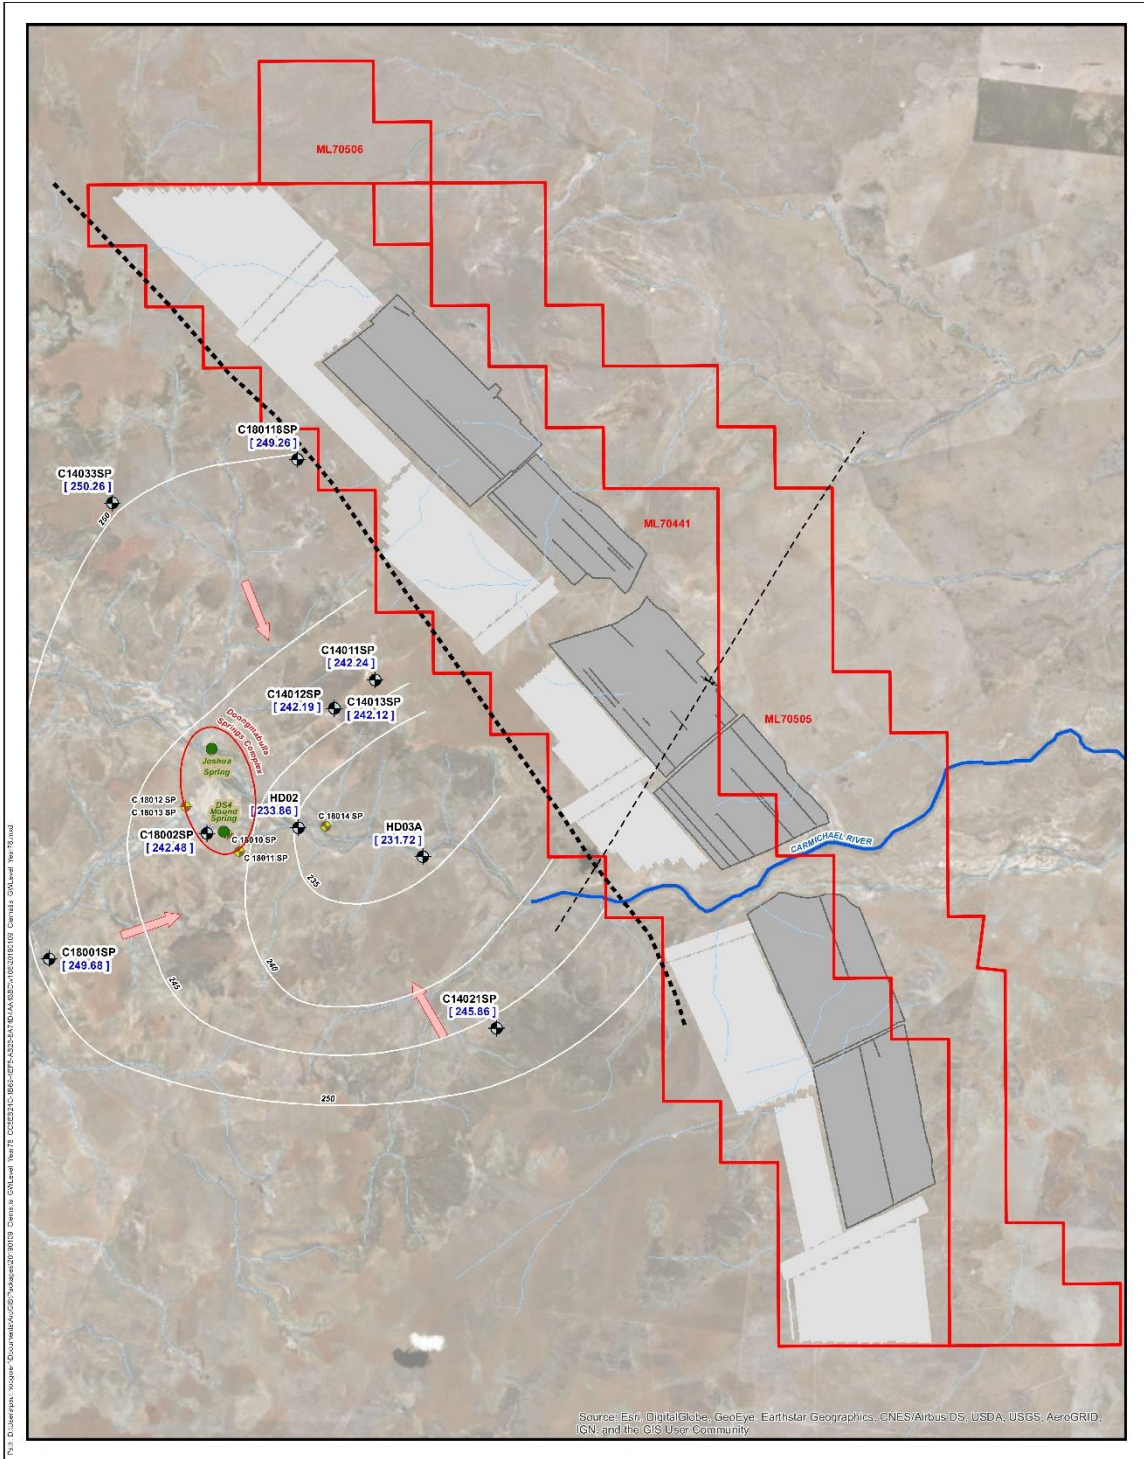 ML70506
C180118SP
[ 249.26 ]
C14033SP
[ 250.26 ]
250
ML70441
C14011SP
[ 242.24 ]
C14012SP
[ 242.19 ]
C14013SP
[ 242.12 ]
ML70505
Doongmabulla
Springs Complex
Joshua
Spring
C 18012 SP
C 18013 SP
DS4
Mound
Spring
HD02
[ 233.86 ]
C 18014 SP
C18002SP
[ 242.48 ]
C 18010 SP
C 18011 SP
HD03A
[ 231.72 ]
CARMICHAEL RIVER
235
C18001SP
[ 249.68 ]
240
245
C14021SP
[ 245.86 ]
250
Source: Esri, DigitalGlobe, GeoEye, Earthstar Geographics, CNES/Airbus DS, USDA, USGS, AeroGRID,
IGN, and the GIS User Community